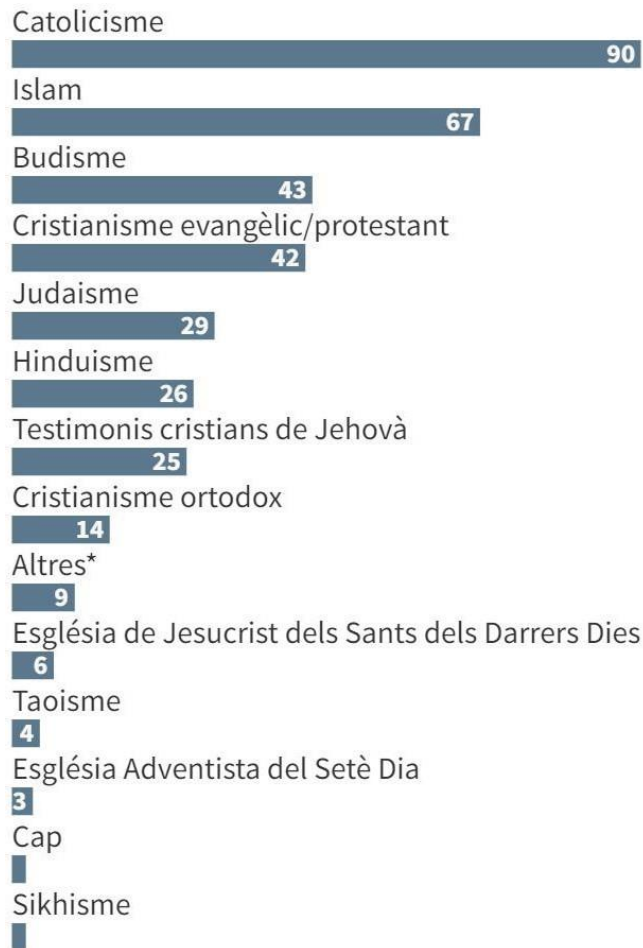 Catolicisme
90
Islam
67
Budisme
43
Cristianisme evangèlic/protestant
42
Judaisme
29
Hinduisme
26
Testimonis cristians de Jehovà
25
Cristianisme ortodox
14
Altres*
9
Església de Jesucrist dels Sants dels Darrers Dies
6
Taoisme
4
Església Adventista del Setè Dia
3
Cap
Sikhisme